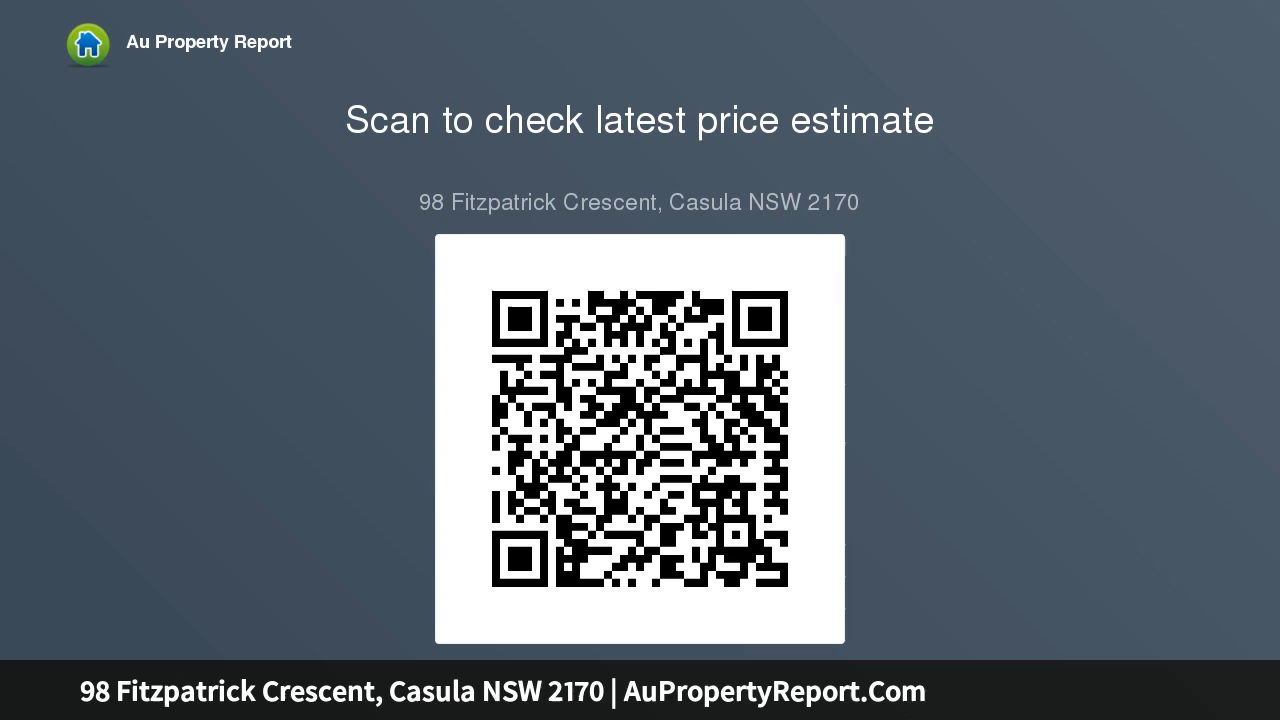 Au Property Report
Scan to check latest price estimate
98 Fitzpatrick Crescent, Casula NSW 2170
98 Fitzpatrick Crescent, Casula NSW 2170 | AuPropertyReport.Com